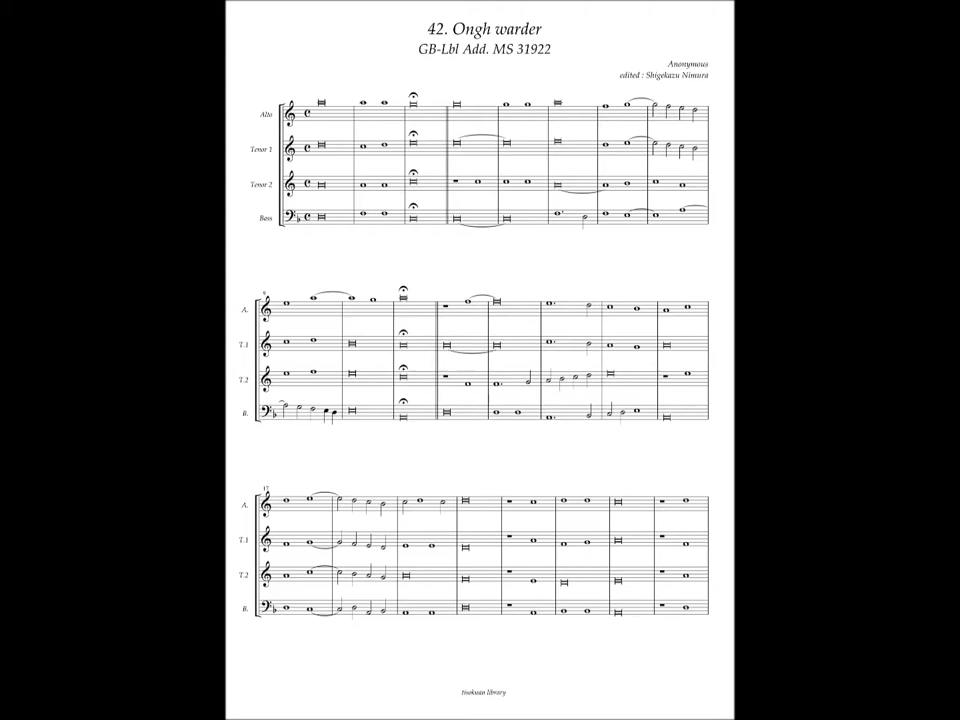 42. Ongh warder
GB-Lbl Add. MS 31922
Anonymous
edited : Shigekazu Nimura
Alto
Tenor 1
Tenor 2
Bass
9
A.
T.1
T.2
B.
17
A.
T.1
T.2
B.
tisokuan library